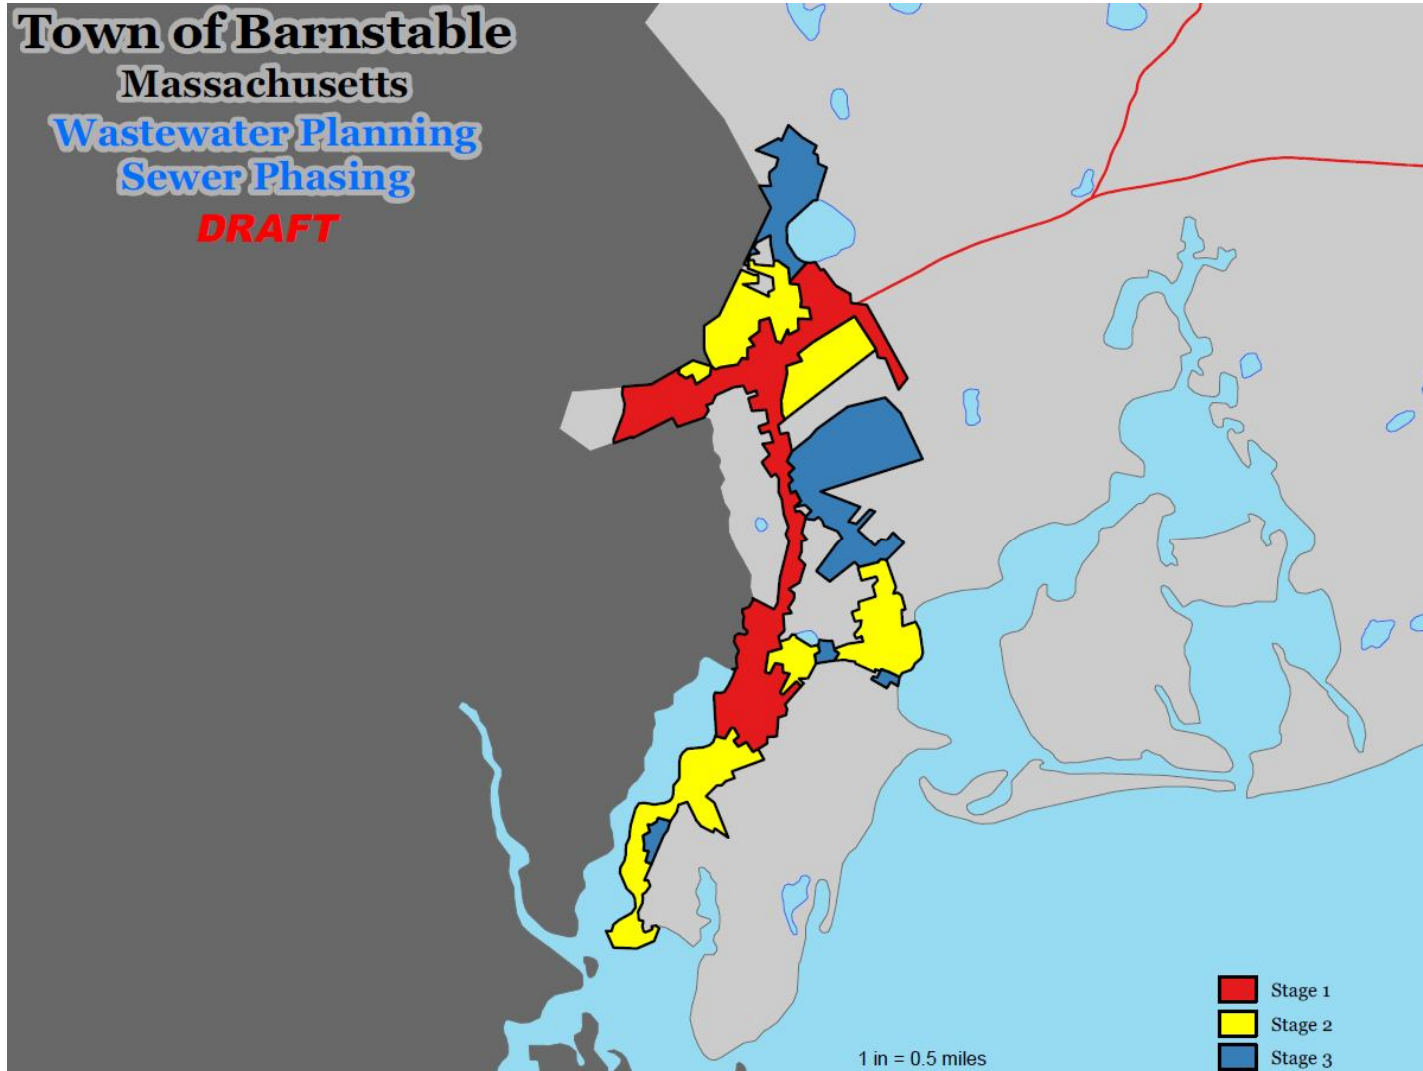 Town of Barnstable
Massachusetts
Wastewater Planning
Sewer Phasing
DRAFT
Stage 1
Stage 2
Stage 3
1 in = 0.5 miles